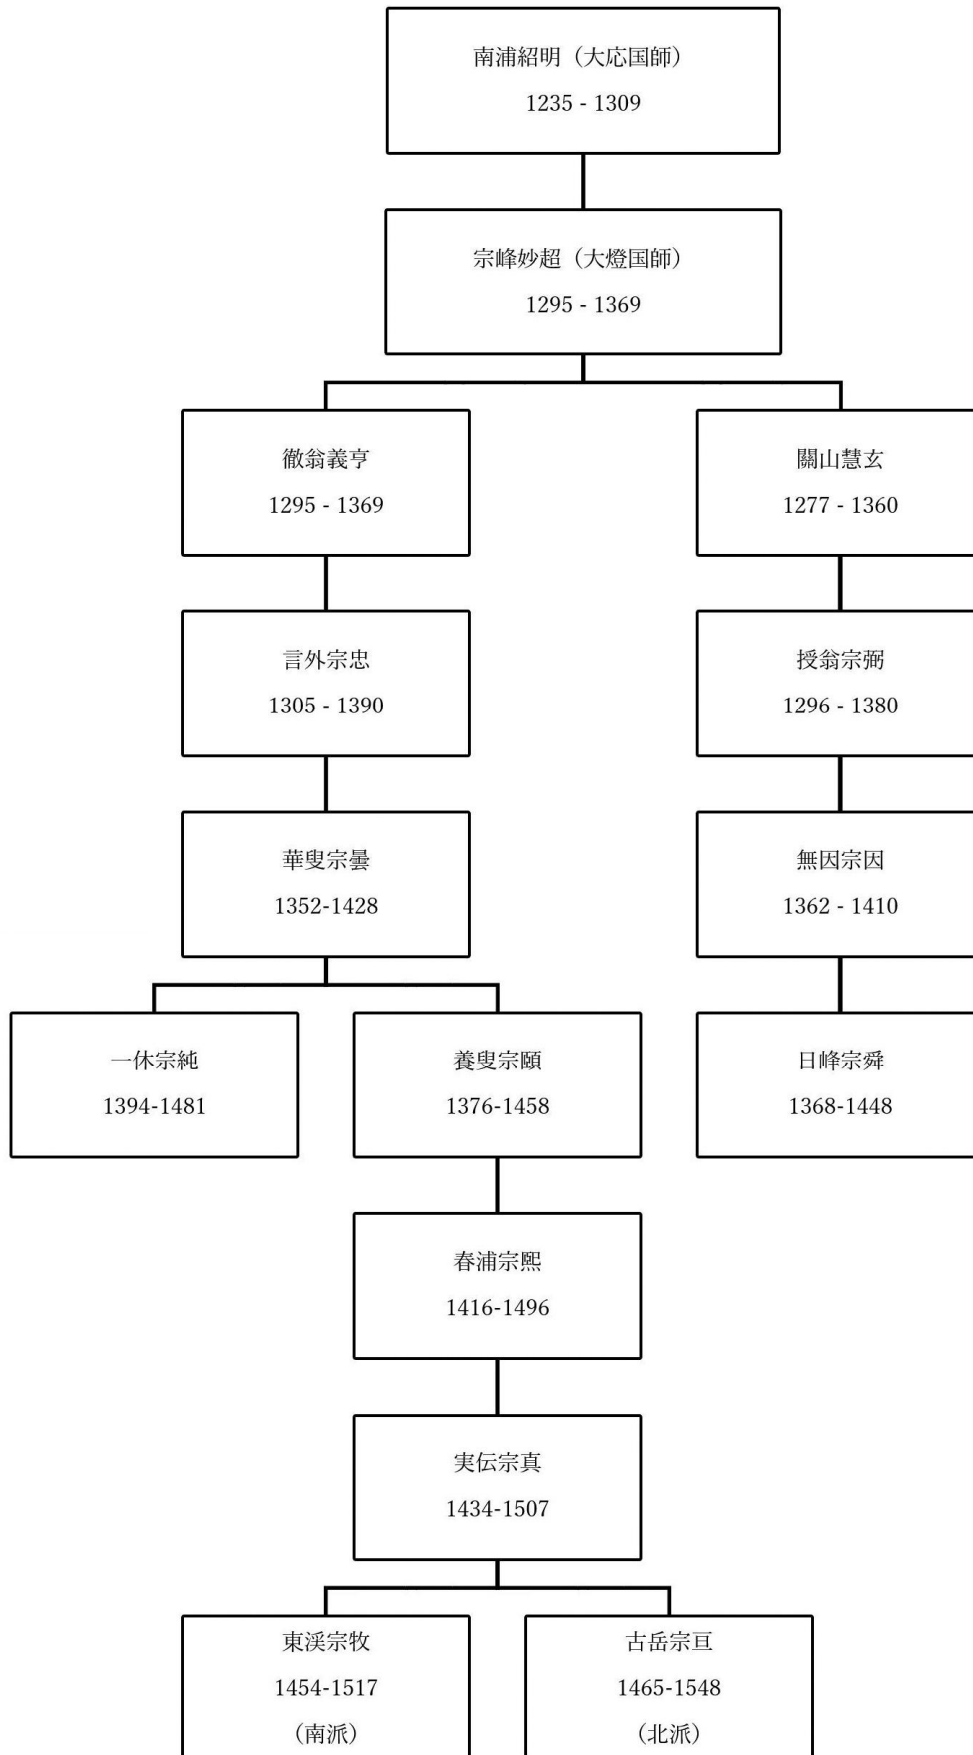 南浦紹明（大応国師）
1235 - 1309
宗峰妙超（大燈国師）
1295 - 1369
徹翁義亨
1295 - 1369
關山慧玄
1277 - 1360
言外宗忠
1305 - 1390
授翁宗弼
1296 - 1380
華叟宗曇
1352-1428
無因宗因
1362 - 1410
一休宗純
1394-1481
養叟宗頤
1376-1458
日峰宗舜
1368-1448
春浦宗熙
1416-1496
実伝宗真
1434-1507
東渓宗牧
1454-1517
（南派）
古岳宗亘
1465-1548
（北派）